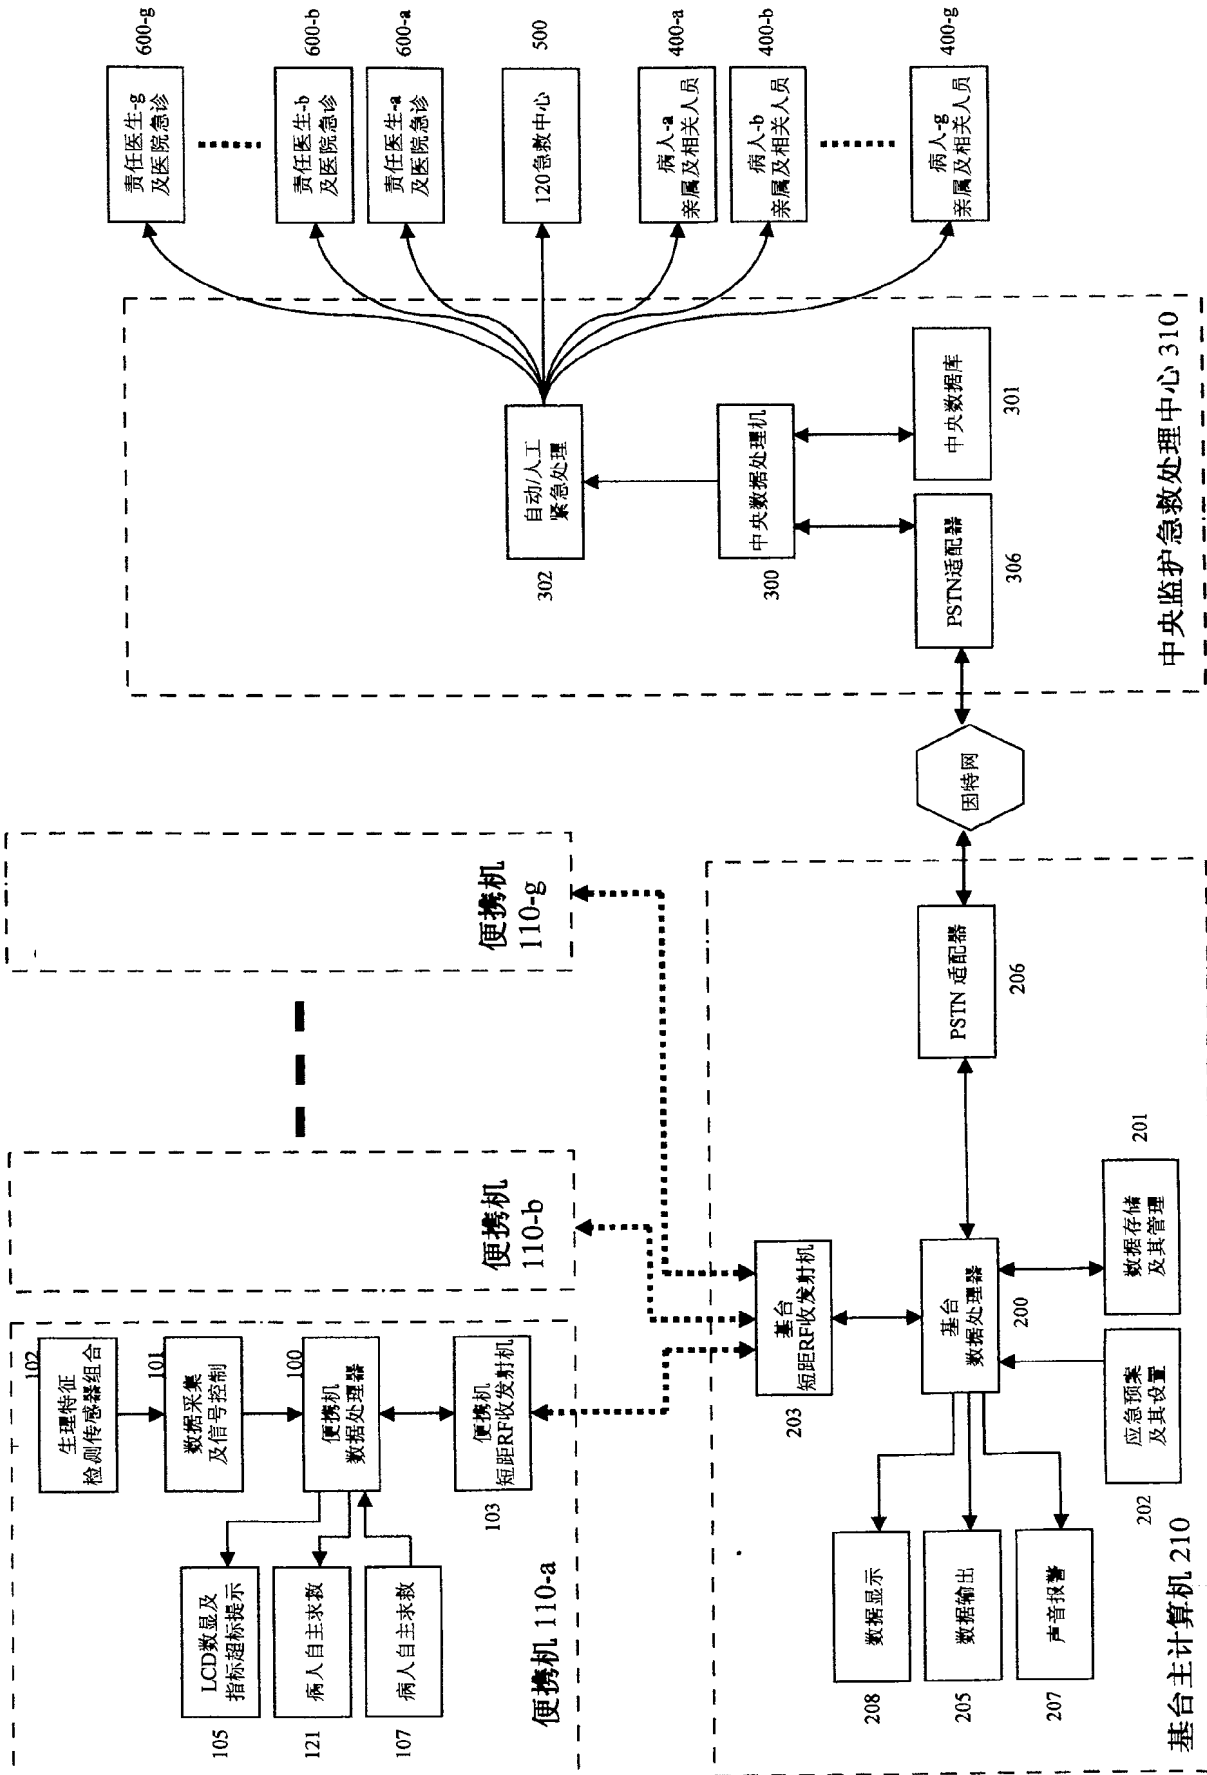 生理特征
检测传感器组合
102
数据采集
及信号控制
101
便携机
数据处理器
100
便携机
短距RF收发射机
103
LCD数显及
指标超标提示
105
病人自主求救
121
病人自主求救
107
便携机 110-a
便携机
110-b
便携机
110-g
基台
短距RF收发射机
203
基台
数据处理器
200
数据存储
及其管理
201
应急预案
及其设置
202
数据显示
208
数据输出
205
声音报警
207
PSTN 适配器
206
基台主计算机 210
因特网
PSTN适配器
306
中央数据处理机
300
中央数据库
301
自动/人工
紧急处理
302
中央监护急救处理中心 310
责任医生-g
及医院急诊
600-g
责任医生-b
及医院急诊
600-b
责任医生-a
及医院急诊
600-a
120急救中心
500
病人-a
亲属及相关人员
400-a
病人-b
亲属及相关人员
400-b
病人-g
亲属及相关人员
400-g